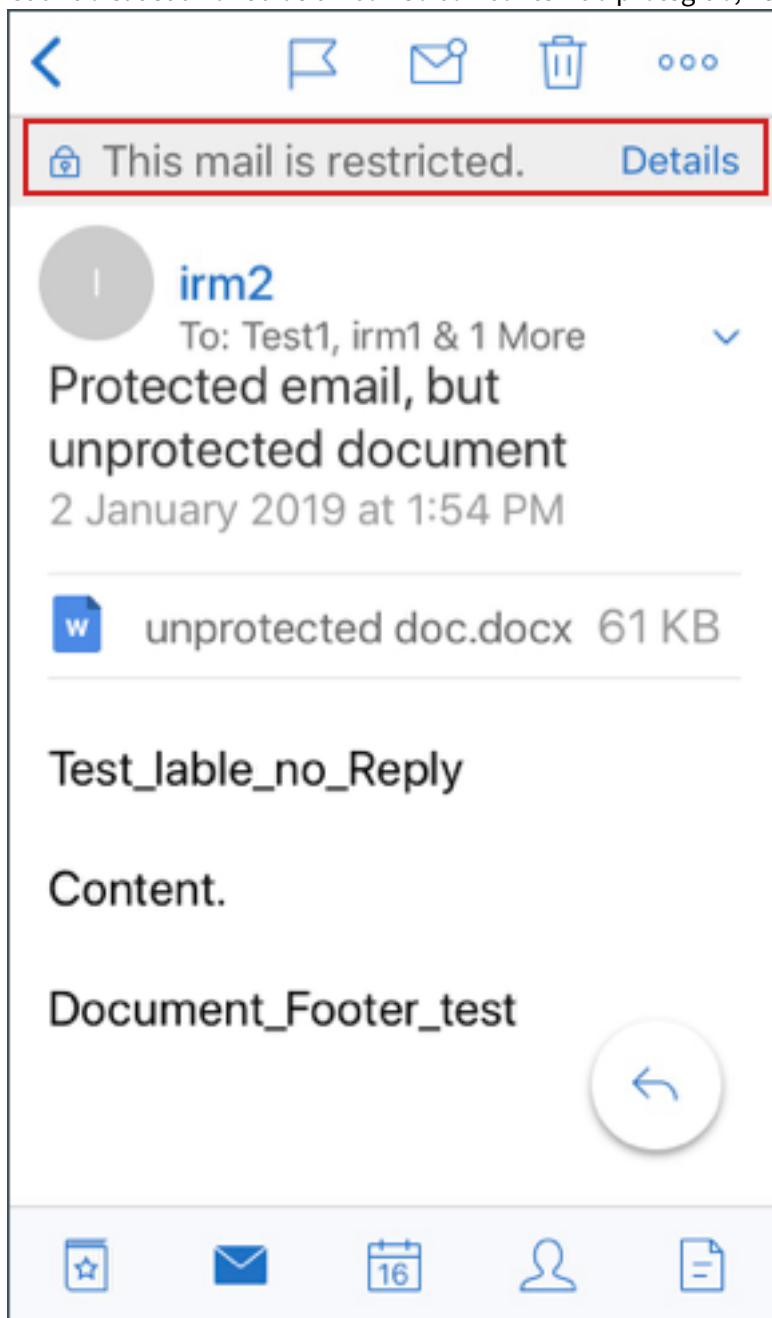 This mail is restricted. Details
I
irm2
To: Test1, irm1 & 1 More
Protected email, but
unprotected document
2 January 2019 at 1:54 PM
W
unprotected doc.docx 61 KB
Test_lable_no_Reply
Content.
Document_Footer_test
16